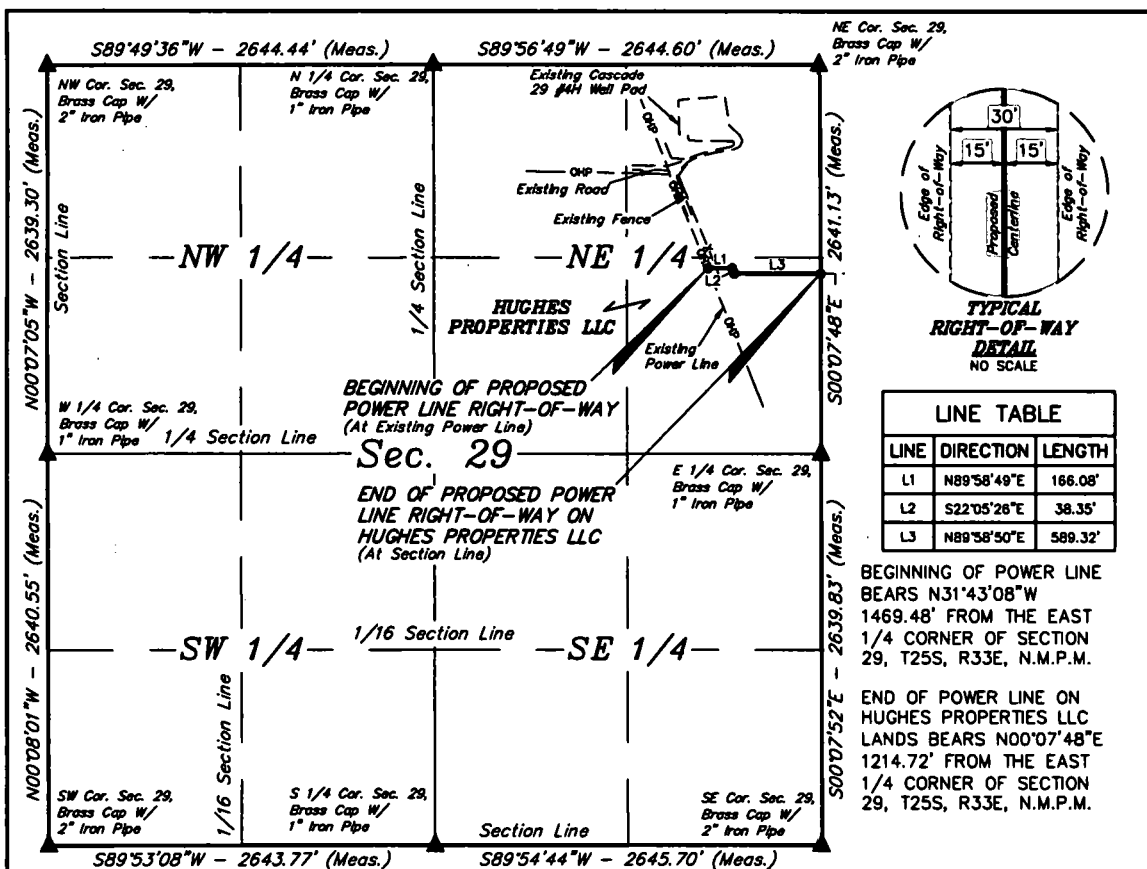 S89°49'36"W - 2644.44' (Meas.)
S89°56'49"W - 2644.60' (Meas.)
NE Cor. Sec. 29,
Brass Cap W/
2" Iron Pipe
NW Cor. Sec. 29,
Brass Cap W/
2" Iron Pipe
N 1/4 Cor. Sec. 29,
Brass Cap W/
1" Iron Pipe
Existing Cascade
29 #4H Well Pad
OHP
OHP
Existing Road
Existing Fence
OHP
OHP
N00°07'05"W - 2639.30' (Meas.)
Section Line
1/4 Section Line
S00°07'48"E - 2641.13' (Meas.)
NW 1/4
NE 1/4
L1
L2
L3
HUGHES
PROPERTIES LLC
Existing
Power Line
OHP
BEGINNING OF PROPOSED
POWER LINE RIGHT-OF-WAY
(At Existing Power Line)
W 1/4 Cor. Sec. 29,
Brass Cap W/
1" Iron Pipe
1/4 Section Line
Sec. 29
E 1/4 Cor. Sec. 29,
Brass Cap W/
1" Iron Pipe
END OF PROPOSED POWER
LINE RIGHT-OF-WAY ON
HUGHES PROPERTIES LLC
(At Section Line)
N00°08'01"W - 2640.55' (Meas.)
S00°07'52"E - 2639.83' (Meas.)
SW 1/4
1/16 Section Line
SE 1/4
1/16 Section Line
SW Cor. Sec. 29,
Brass Cap W/
2" Iron Pipe
S 1/4 Cor. Sec. 29,
Brass Cap W/
1" Iron Pipe
Section Line
SE Cor. Sec. 29,
Brass Cap W/
2" Iron Pipe
S89°53'08"W - 2643.77' (Meas.)
S89°54'44"W - 2645.70' (Meas.)
30'
15' 15'
Edge of
Right-of-Way
Proposed
Centerline
Edge of
Right-of-Way
TYPICAL
RIGHT-OF-WAY
DETAIL
NO SCALE
LINE TABLE
LINE DIRECTION LENGTH
L1 N89°58'49"E 166.08'
L2 S22°05'26"E 38.35'
L3 N89°58'50"E 589.32'
BEGINNING OF POWER LINE
BEARS N31°43'08"W
1469.48' FROM THE EAST
1/4 CORNER OF SECTION
29, T25S, R33E, N.M.P.M.
END OF POWER LINE ON
HUGHES PROPERTIES LLC
LANDS BEARS N00°07'48"E
1214.72' FROM THE EAST
1/4 CORNER OF SECTION
29, T25S, R33E, N.M.P.M.